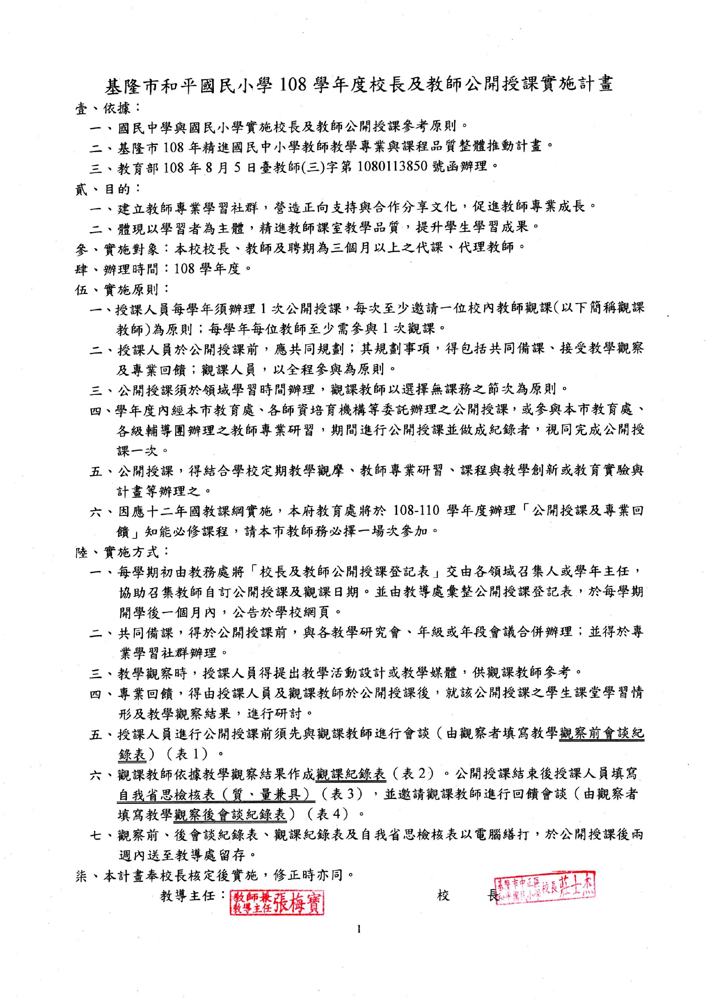 基隆市和平國民小學 108 學年度校長及教師公開授課實施計畫
壹、依據：
一、國民中學與國民小學實施校長及教師公開授課參考原則。
二、基隆市 108 年精進國民中小學教師教學專業與課程品質整體推動計畫。
三、教育部 108 年 8 月 5 日臺教師(三)字第 1080113850 號函辦理。
貳、目的：
一、建立教師專業學習社群，營造正向支持與合作分享文化，促進教師專業成長。
二、體現以學習者為主體，精進教師課室教學品質，提升學生學習成果。
參、實施對象：本校校長、教師及聘期為三個月以上之代課、代理教師。
肆、辦理時間：108 學年度。
伍、實施原則：
一、授課人員每學年須辦理 1 次公開授課，每次至少邀請一位校內教師觀課(以下簡稱觀課
教師)為原則；每學年每位教師至少需參與 1 次觀課。
二、授課人員於公開授課前，應共同規劃；其規劃事項，得包括共同備課、接受教學觀察
及專業回饋；觀課人員，以全程參與為原則。
三、公開授課須於領域學習時間辦理，觀課教師以選擇無課務之節次為原則。
四、學年度內經本市教育處、各師資培育機構等委託辦理之公開授課，或參與本市教育處、
各級輔導團辦理之教師專業研習，期間進行公開授課並做成紀錄者，視同完成公開授
課一次。
五、公開授課，得結合學校定期教學觀摩、教師專業研習、課程與教學創新或教育實驗與
計畫等辦理之。
六、因應十二年國教課綱實施，本府教育處將於 108-110 學年度辦理「公開授課及專業回
饋」知能必修課程，請本市教師務必擇一場次參加。
陸、實施方式：
一、每學期初由教務處將「校長及教師公開授課登記表」交由各領域召集人或學年主任，
協助召集教師自訂公開授課及觀課日期。並由教導處彙整公開授課登記表，於每學期
開學後一個月內，公告於學校網頁。
二、共同備課，得於公開授課前，與各教學研究會、年級或年段會議合併辦理；並得於專
業學習社群辦理。
三、教學觀察時，授課人員得提出教學活動設計或教學媒體，供觀課教師參考。
四、專業回饋，得由授課人員及觀課教師於公開授課後，就該公開授課之學生課堂學習情
形及教學觀察結果，進行研討。
五、授課人員進行公開授課前須先與觀課教師進行會談（由觀察者填寫教學觀察前會談紀
錄表）（表 1）。
六、觀課教師依據教學觀察結果作成觀課紀錄表（表 2）。公開授課結束後授課人員填寫
自我省思檢核表（質、量兼具）（表 3），並邀請觀課教師進行回饋會談（由觀察者
填寫教學觀察後會談紀錄表）（表 4）。
七、觀察前、後會談紀錄表、觀課紀錄表及自我省思檢核表以電腦繕打，於公開授課後兩
週內送至教導處留存。
柒、本計畫奉校長核定後實施，修正時亦同。
教導主任：教師兼教導主任張梅寶 校 長 基隆市中正區和平國民小學校長莊士杰
1